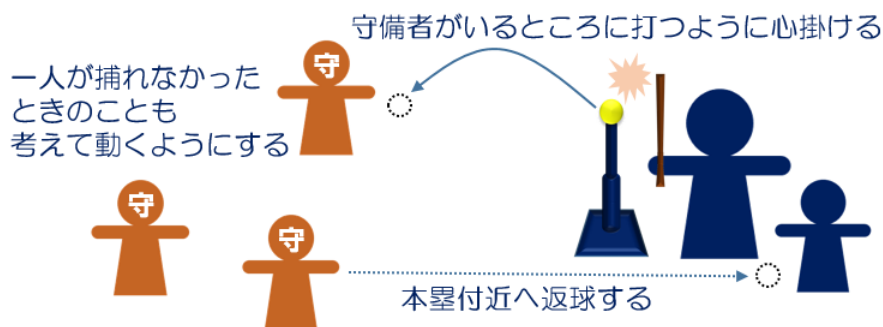 守備者がいるところに打つように心掛ける
一人が捕れなかった
ときのことも
考えて動くようにする
守
守
守
本塁付近へ返球する